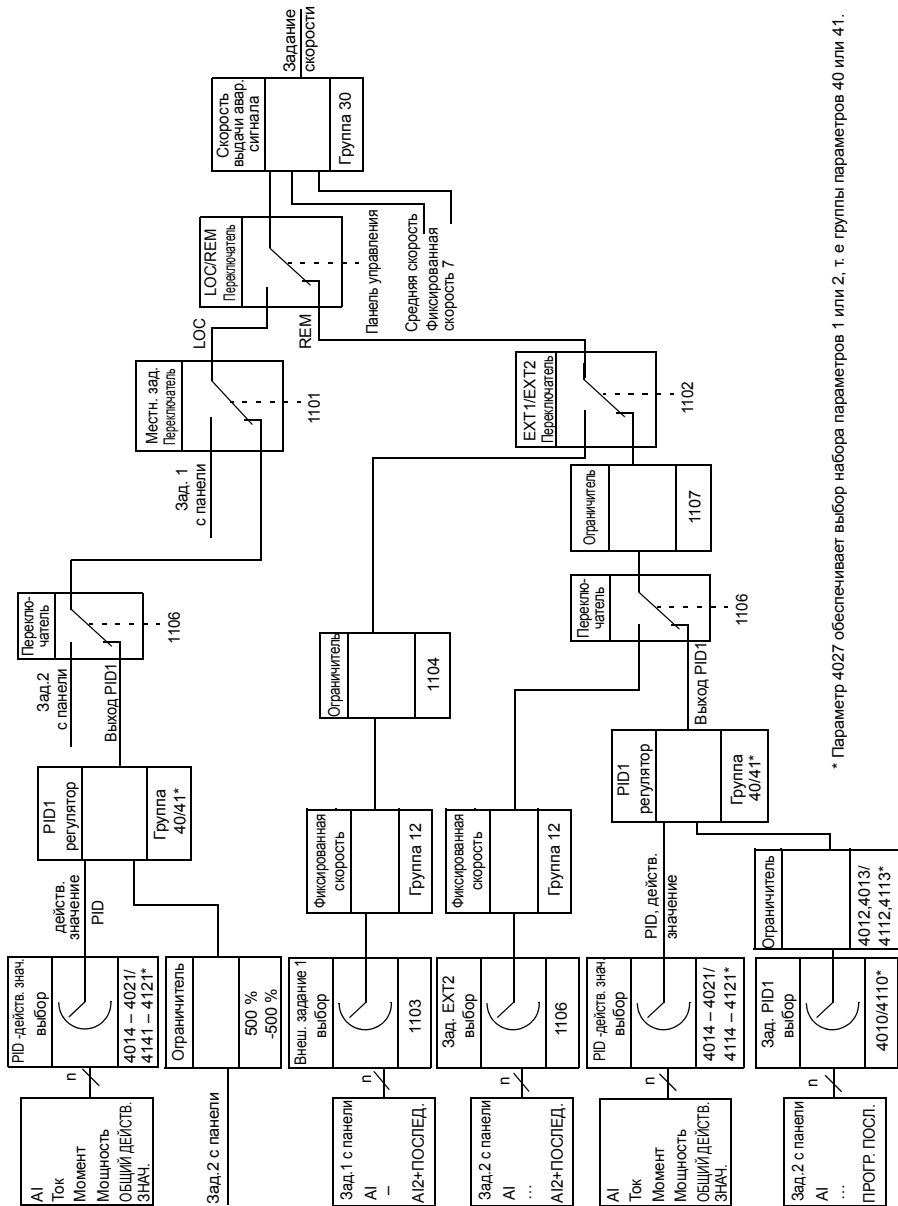 AI
Ток
Момент
Мощность
ОБЩИЙ ДЕЙСТВ.
ЗНАЧ.
n
PID -действ. знач.
выбор
4014 – 4021/
4141 – 4121*
действ.
значение
PID
PID1
регулятор
Группа
40/41*
Зад.2
с панели
Выход PID1
Переклю-
чатель
1106
Зад.2 с панели
Ограничитель
500 %
-500 %
Зад. 1
с панели
Местн. зад.
Переключатель
1101
LOC
REM
LOC/REM
Переключатель
Панель управления
Средняя скорость
Фиксированная
скорость 7
Скорость
выдачи авар.
сигнала
Группа 30
Задание
скорости
Зад.1 с панели
AI
–
AI2+ПОСЛЕД.
n
Внеш. задание 1
выбор
1103
Фиксированная
скорость
Группа 12
Ограничитель
1104
EXT1/EXT2
Переключатель
1102
Зад.2 с панели
AI
...
AI2+ПОСЛЕД.
n
Зад. EXT2
выбор
1106
Фиксированная
скорость
Группа 12
Переклю-
чатель
1106
Ограничитель
1107
AI
Ток
Момент
Мощность
ОБЩИЙ ДЕЙСТВ.
ЗНАЧ.
n
PID -действ. знач.
выбор
4014 – 4021/
4114 – 4121*
PID, действ.
значение
PID1
регулятор
Группа
40/41*
Выход PID1
Зад.2 с панели
AI
...
ПРОГР. ПОСЛ.
n
Зад. PID1
выбор
4010/4110*
Ограничитель
4012,4013/
4112,4113*
* Параметр 4027 обеспечивает выбор набора параметров 1 или 2, т. е группы параметров 40 или 41.